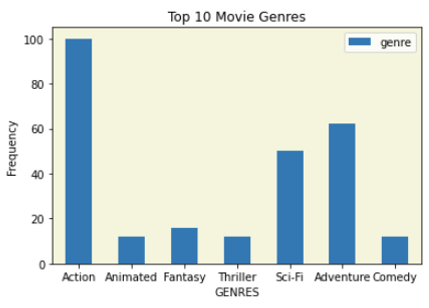 Top 10 Movie Genres
genre
100
80
60
40
20
0
Frequency
Action Animated Fantasy Thriller Sci-Fi Adventure Comedy
GENRES